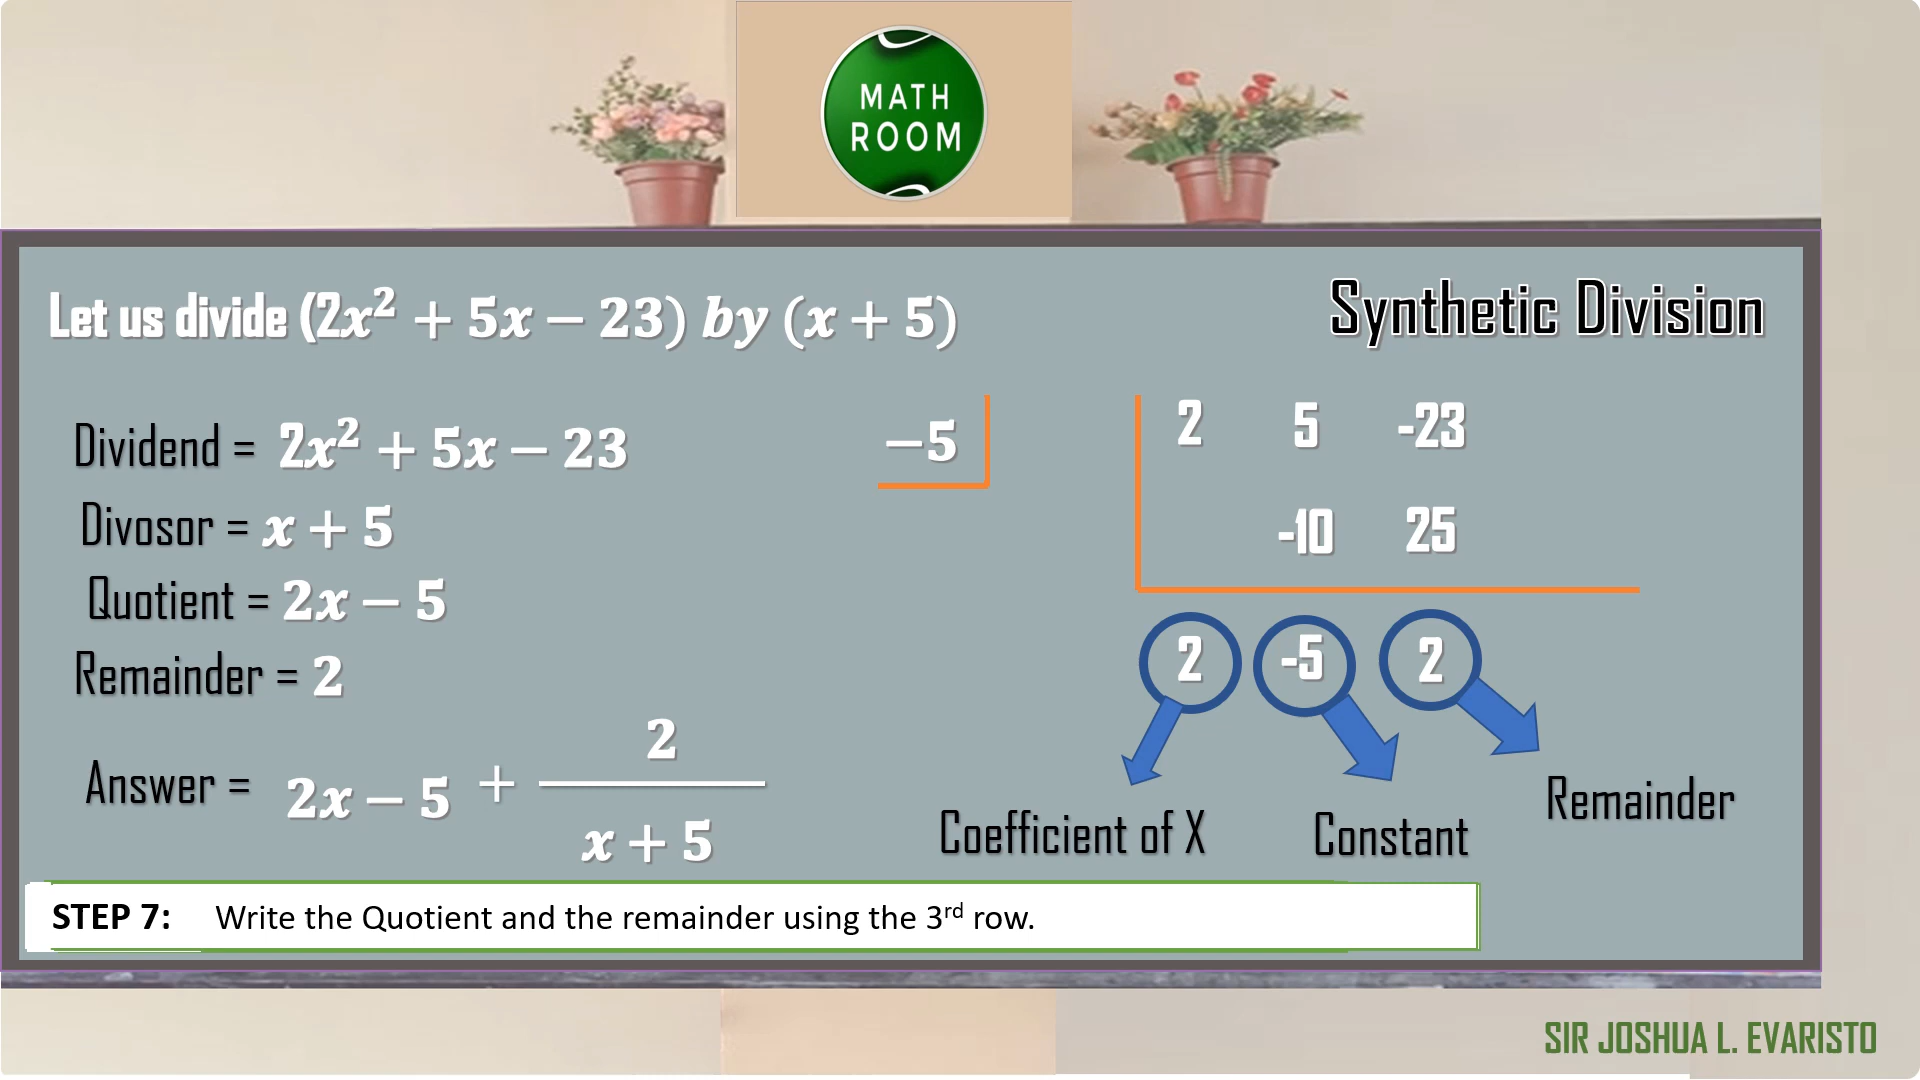 MATH
ROOM
Let us divide (2x² + 5x − 23) by (x + 5)
Synthetic Division
Dividend = 2x² + 5x − 23
Divosor = x + 5
Quotient = 2x − 5
Remainder = 2
Answer = 2x − 5 + 2
x + 5
−5
2 5 -23
-10 25
2 -5 2
Coefficient of X
Constant
Remainder
STEP 7: Write the Quotient and the remainder using the 3rd row.
SIR JOSHUA L. EVARISTO